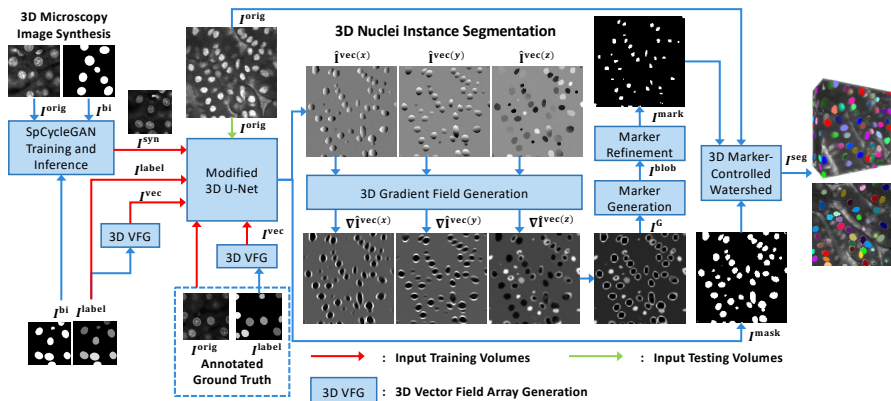 3D Microscopy
Image Synthesis
I^orig
I^bi
SpCycleGAN
Training and
Inference
I^syn
I^label
I^vec
3D VFG
I^bi
I^label
I^orig
I^orig
Modified
3D U-Net
I^vec
3D VFG
I^orig
I^label
Annotated
Ground Truth
3D Nuclei Instance Segmentation
Î^vec(x)
Î^vec(y)
Î^vec(z)
3D Gradient Field Generation
∇Î^vec(x)
∇Î^vec(y)
∇Î^vec(z)
I^mark
Marker
Refinement
I^blob
Marker
Generation
I^G
3D Marker-
Controlled
Watershed
I^seg
I^mask
: Input Training Volumes
: Input Testing Volumes
3D VFG : 3D Vector Field Array Generation